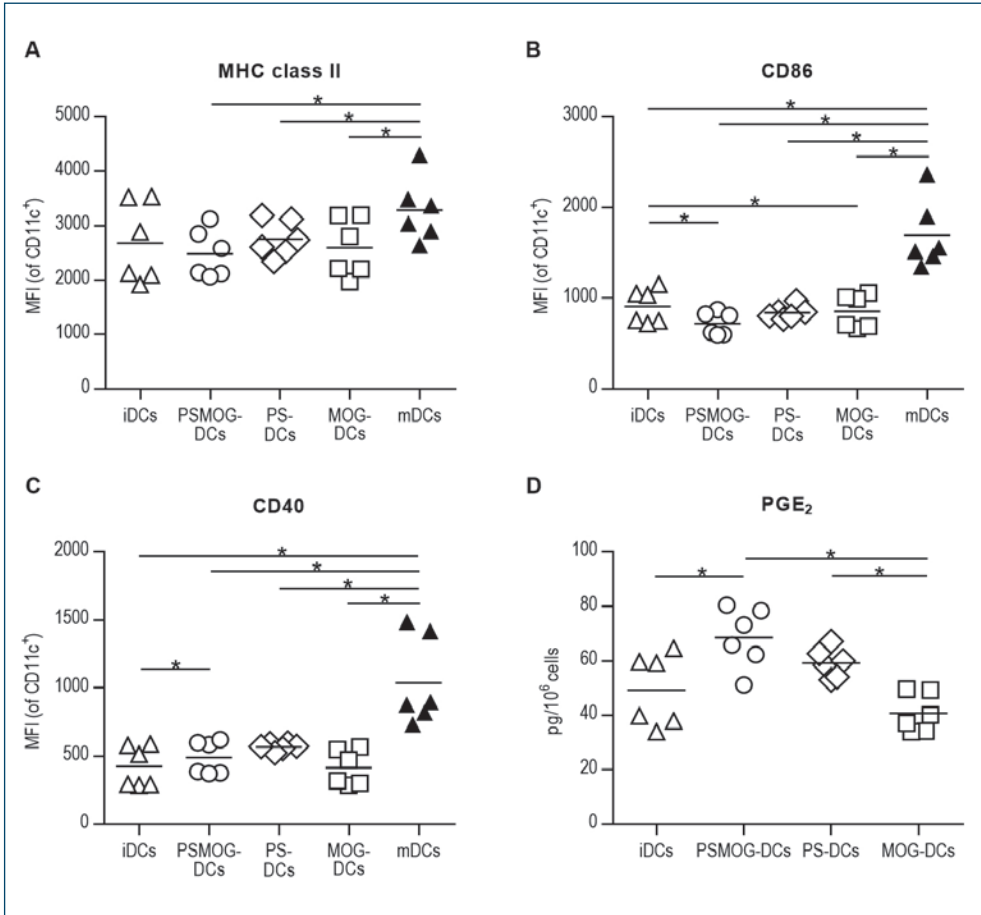 A
MHC class II
MFI (of CD11c⁺)
5000
4000
3000
2000
1000
0
* 
*
*
iDCs
PSMOG-
DCs
PS-
DCs
MOG-
DCs
mDCs
B
CD86
MFI (of CD11c⁺)
3000
2000
1000
0
*
*
*
*
*
*
iDCs
PSMOG-
DCs
PS-
DCs
MOG-
DCs
mDCs
C
CD40
MFI (of CD11c⁺)
2000
1500
1000
500
0
*
*
*
*
*
iDCs
PSMOG-
DCs
PS-
DCs
MOG-
DCs
mDCs
D
PGE₂
pg/10⁶ cells
100
80
60
40
20
0
*
*
*
iDCs
PSMOG-DCs
PS-DCs
MOG-DCs